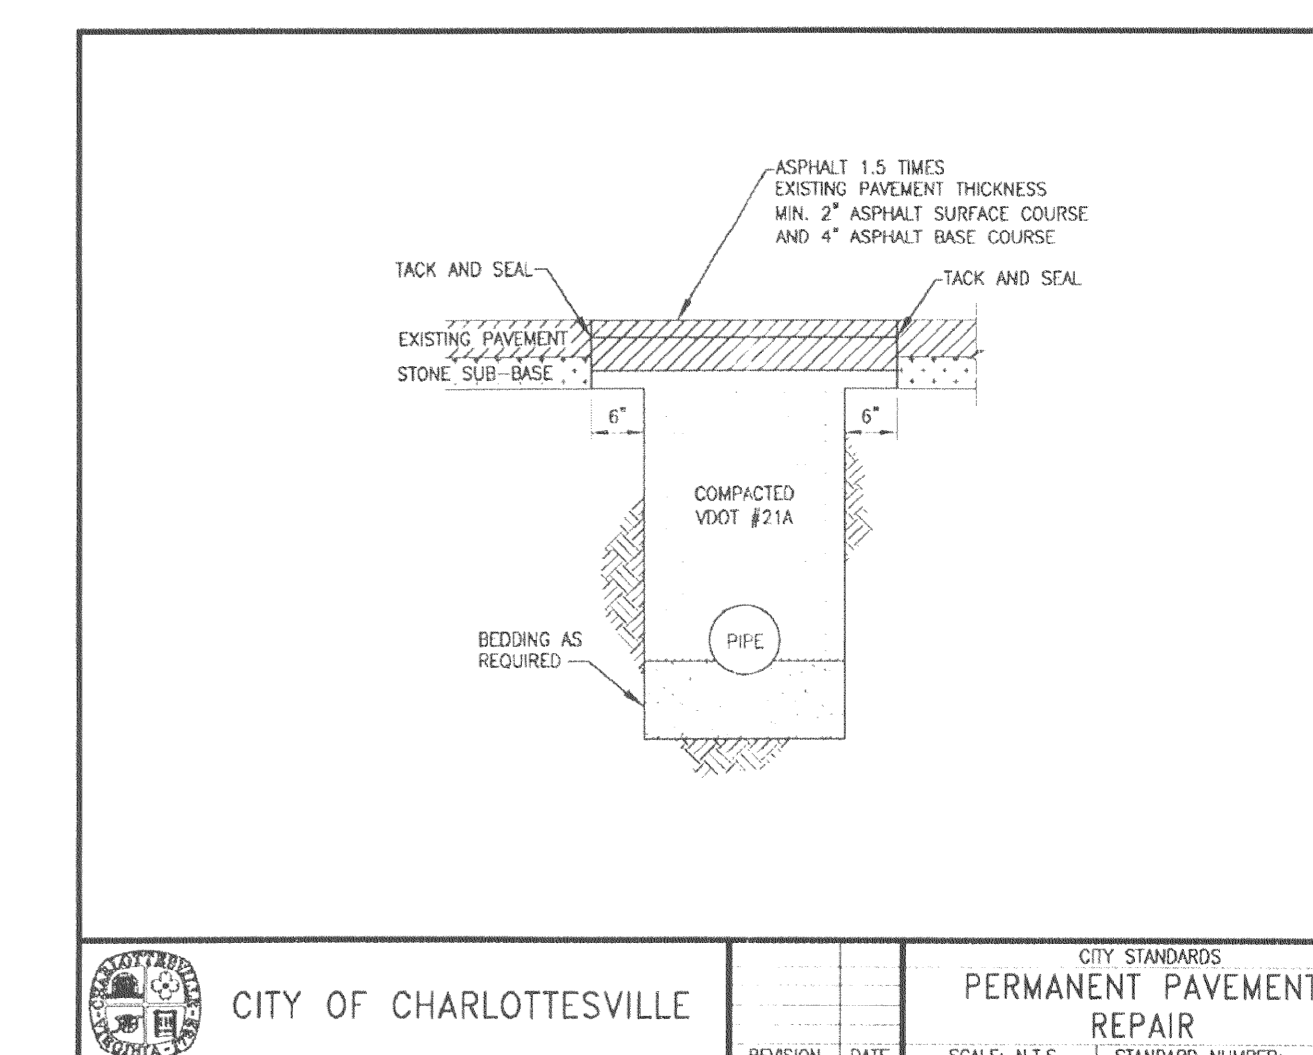 ASPHALT 1.5 TIMES
EXISTING PAVEMENT THICKNESS
MIN. 2" ASPHALT SURFACE COURSE
AND 4" ASPHALT BASE COURSE
TACK AND SEAL
TACK AND SEAL
EXISTING PAVEMENT
STONE SUB-BASE
6"
6"
COMPACTED
VDOT #21A
PIPE
BEDDING AS
REQUIRED
CHARLOTTESVILLE
CITY OF CHARLOTTESVILLE
CITY STANDARDS
PERMANENT PAVEMENT
REPAIR
REVISION
DATE
SCALE: N.T.S.
STANDARD NUMBER: